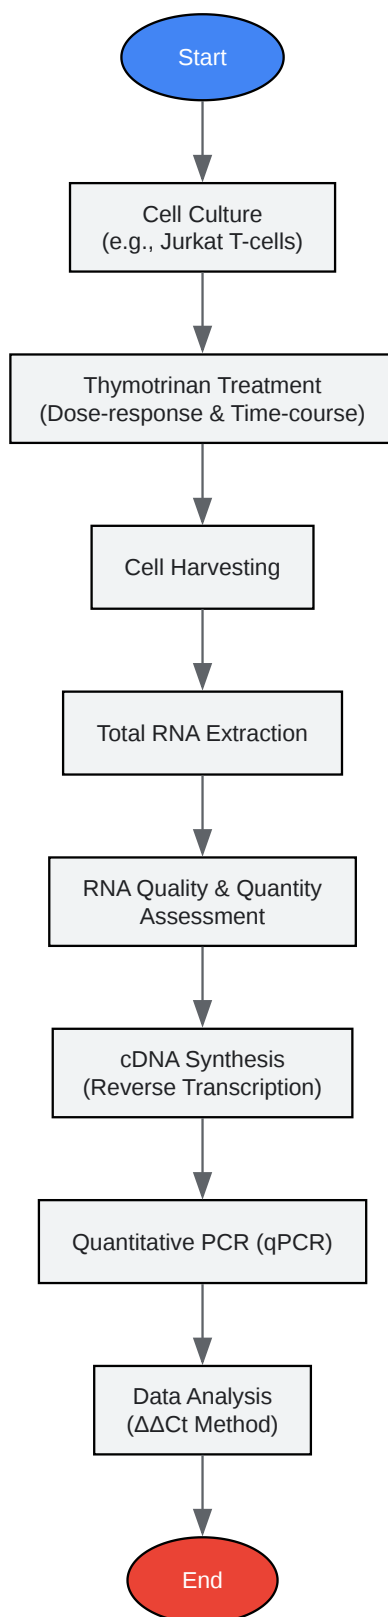 Start
Cell Culture
(e.g., Jurkat T-cells)
Thymotrinan Treatment
(Dose-response & Time-course)
Cell Harvesting
Total RNA Extraction
RNA Quality & Quantity
Assessment
cDNA Synthesis
(Reverse Transcription)
Quantitative PCR (qPCR)
Data Analysis
(ΔΔCt Method)
End